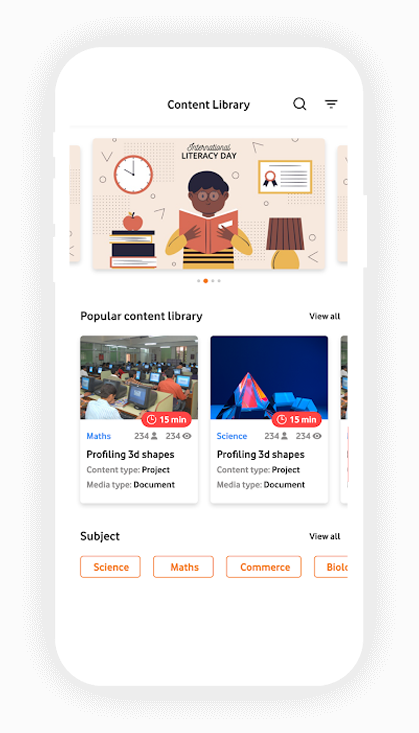 Content Library
International
LITERACY DAY
Popular content library
View all
15 min
15 min
Maths
234
234
Science
234
234
Profiling 3d shapes
Profiling 3d shapes
Content type: Project
Content type: Project
Media type: Document
Media type: Document
Subject
View all
Science
Maths
Commerce